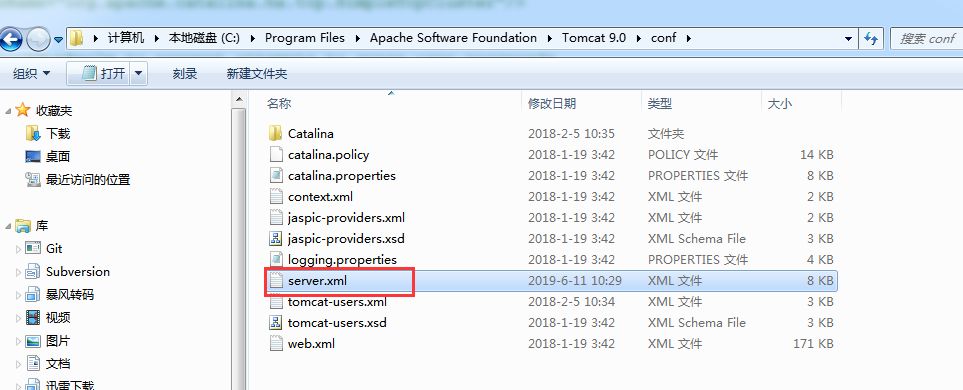 计算机 ▸ 本地磁盘 (C:) ▸ Program Files ▸ Apache Software Foundation ▸ Tomcat 9.0 ▸ conf ▸ 搜索 conf
组织 打开 刻录 新建文件夹
收藏夹
下载
桌面
最近访问的位置
库
Git
Subversion
暴风转码
视频
图片
文档
迅雷下载
名称 修改日期 类型 大小
Catalina 2018-2-5 10:35 文件夹
catalina.policy 2018-1-19 3:42 POLICY 文件 14 KB
catalina.properties 2018-1-19 3:42 PROPERTIES 文件 8 KB
context.xml 2018-1-19 3:42 XML 文件 2 KB
jaspic-providers.xml 2018-1-19 3:42 XML 文件 2 KB
jaspic-providers.xsd 2018-1-19 3:42 XML Schema File 3 KB
logging.properties 2018-1-19 3:42 PROPERTIES 文件 4 KB
server.xml 2019-6-11 10:29 XML 文件 8 KB
tomcat-users.xml 2018-2-5 10:34 XML 文件 3 KB
tomcat-users.xsd 2018-1-19 3:42 XML Schema File 3 KB
web.xml 2018-1-19 3:42 XML 文件 171 KB